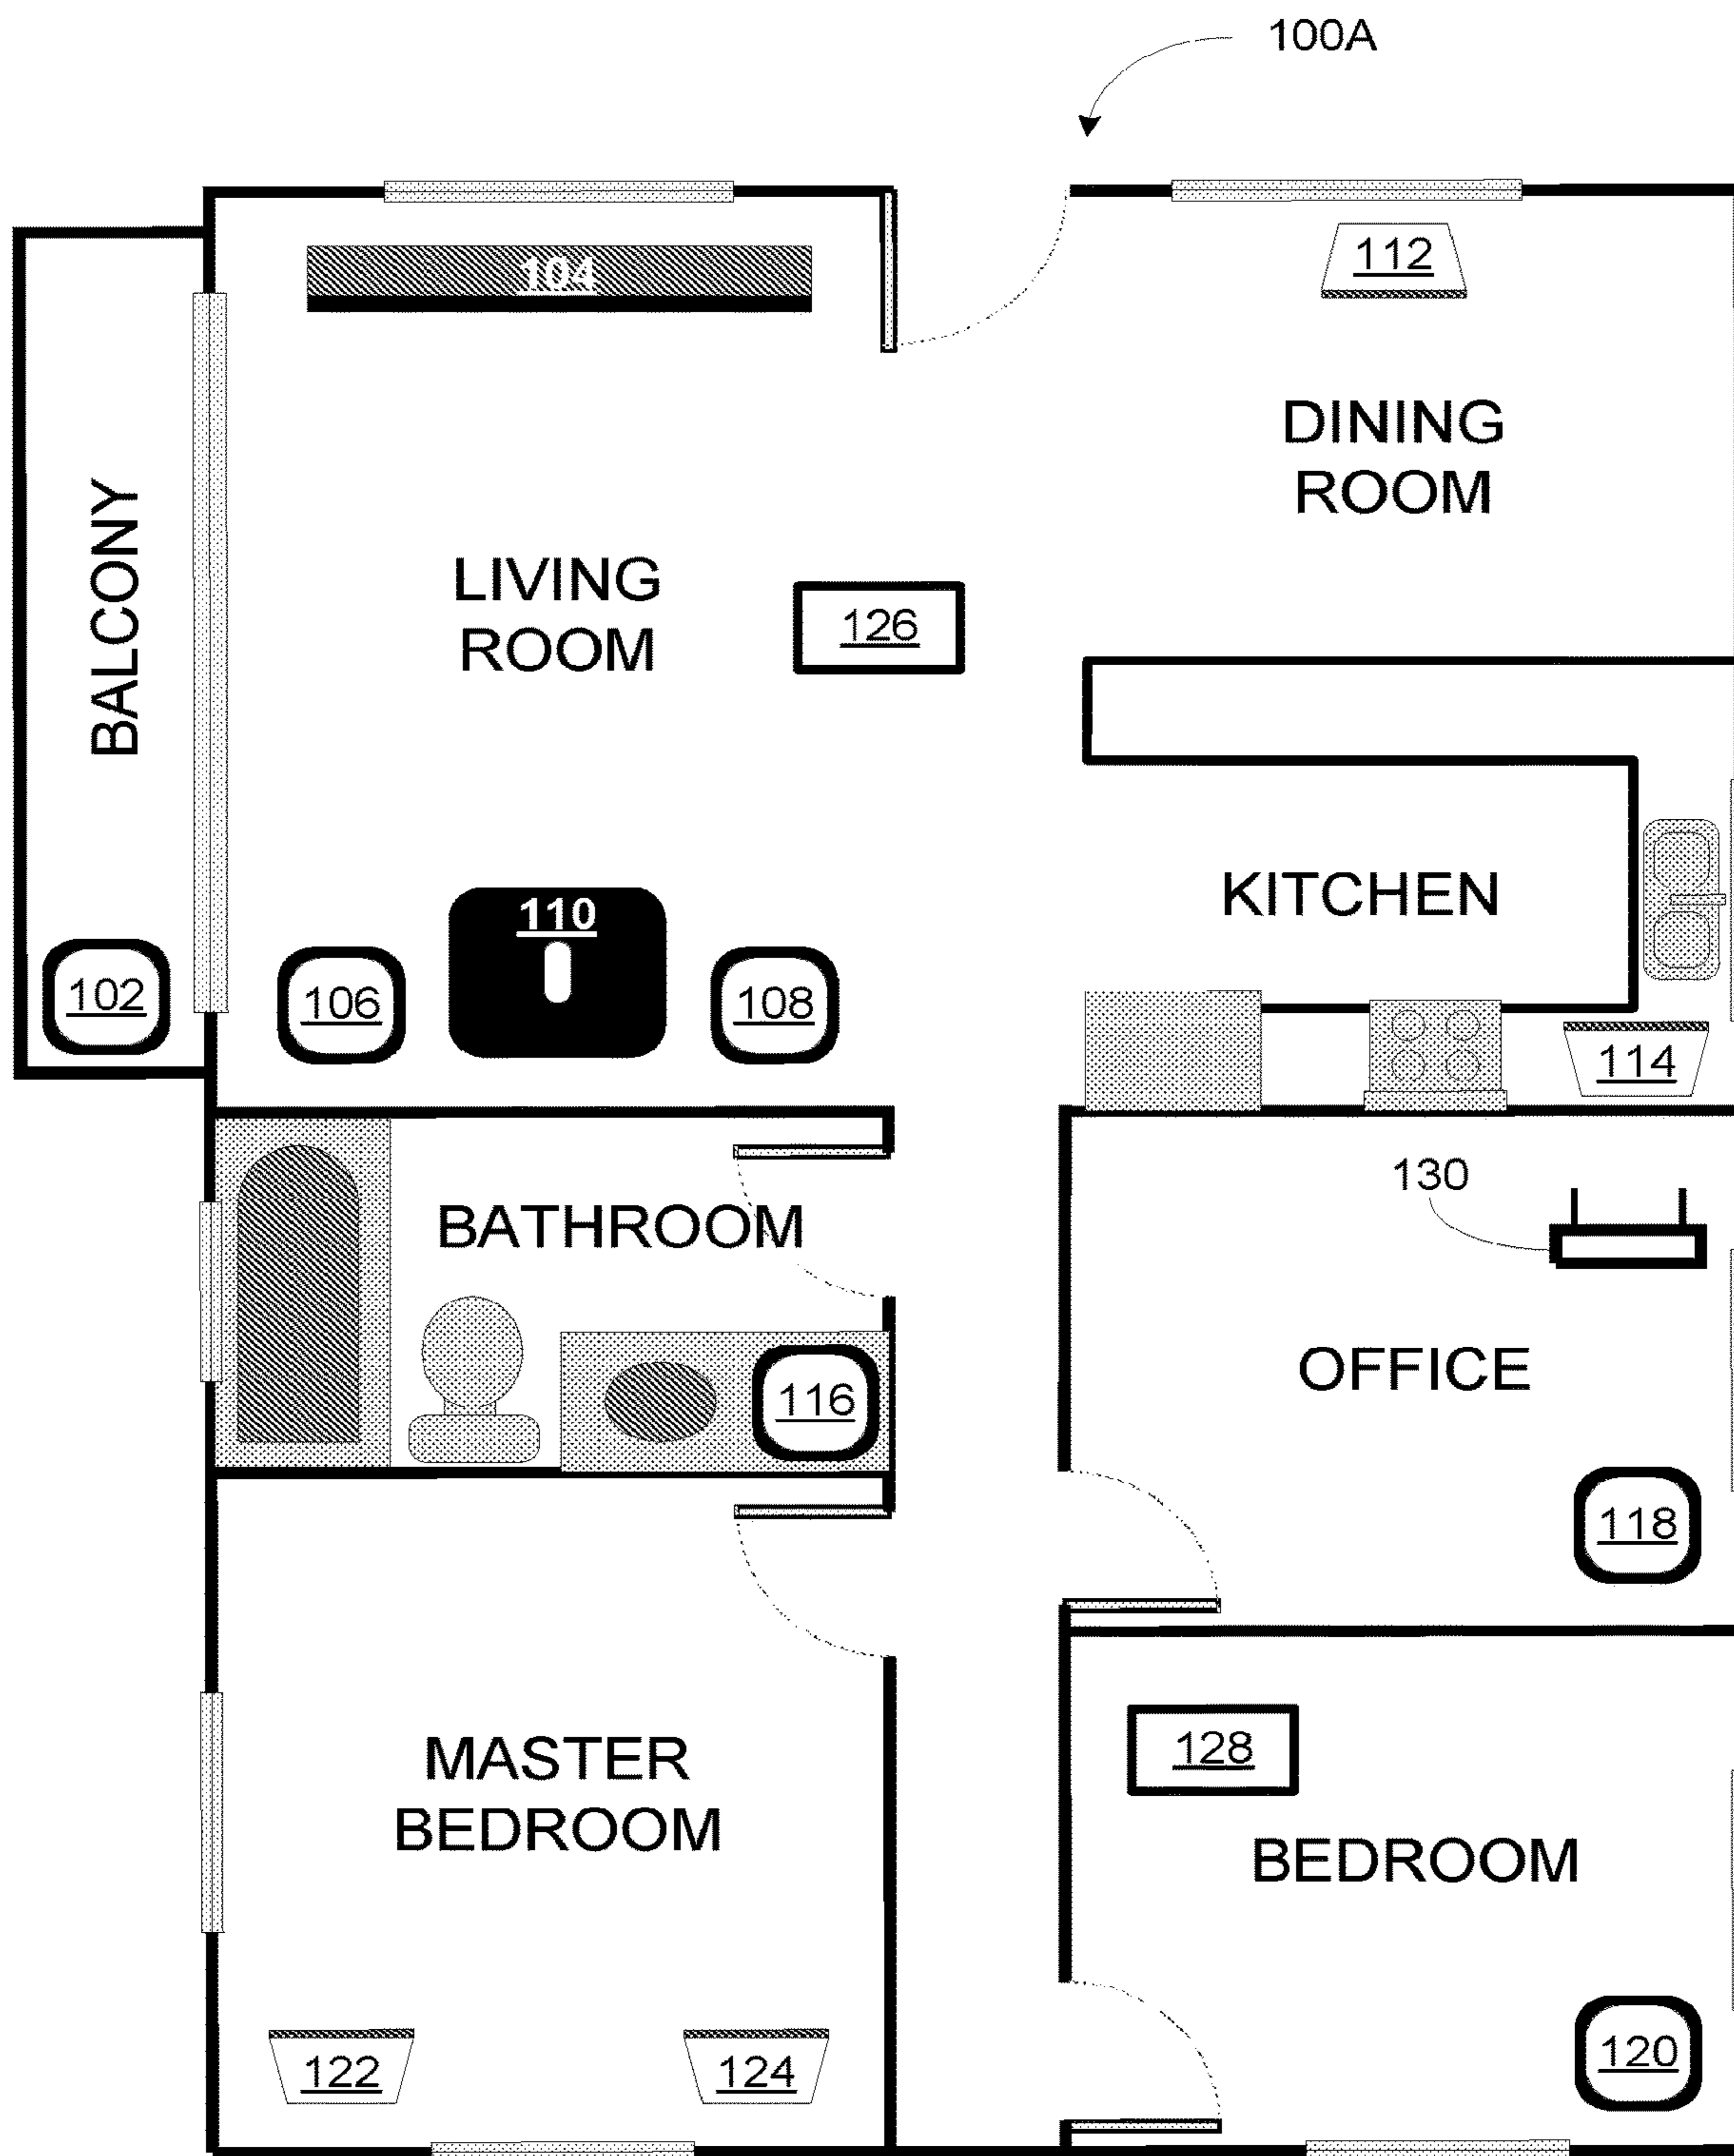 100A
104
112
DINING
ROOM
BALCONY
LIVING
ROOM
126
KITCHEN
110
102
106
108
114
130
BATHROOM
OFFICE
116
118
128
MASTER
BEDROOM
BEDROOM
122
124
120